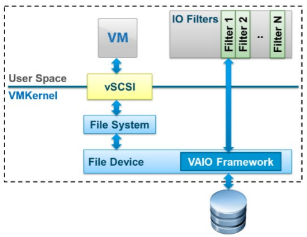 VM
IO Filters
Filter 1
Filter 2
..
Filter N
User Space
VMKernel
vSCSI
File System
File Device
VAIO Framework